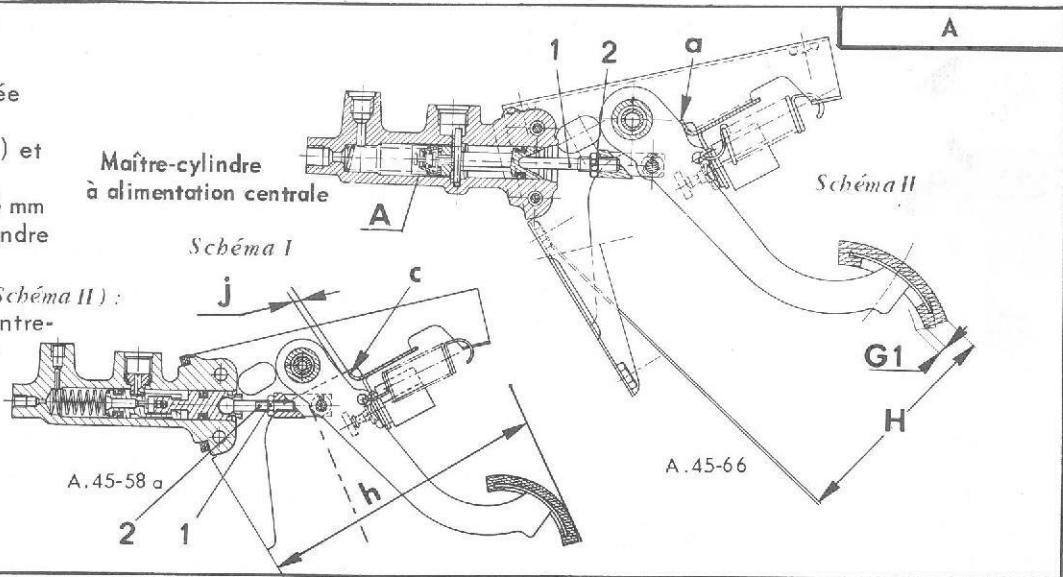 A
ée
) et
mm
ndre
Schéma II) :
ntre-
Maître-cylindre
à alimentation centrale
A
1
2
a
Schéma II
G1
H
A.45-66
Schéma I
j
c
h
A.45-58 a
2
1